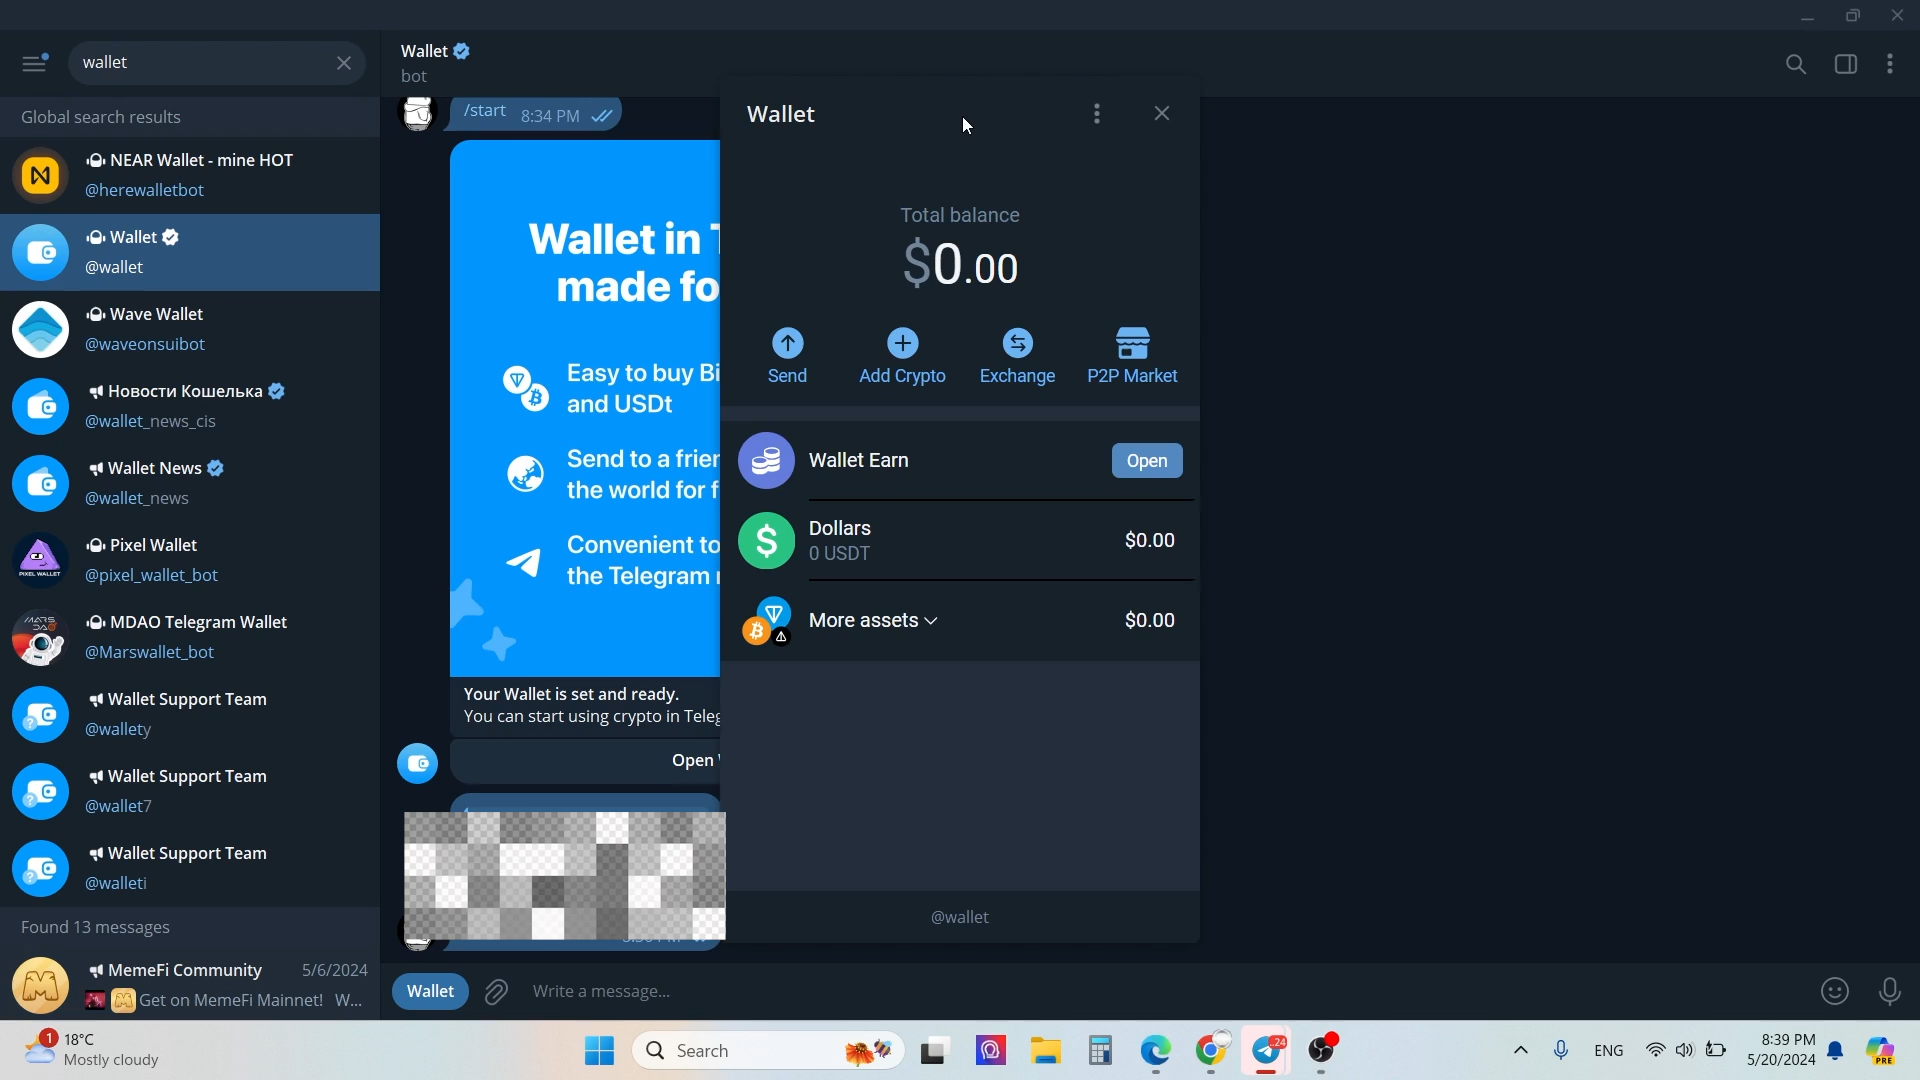 wallet
Global search results
NEAR Wallet - mine HOT
@herewalletbot
Wallet
@wallet
Wave Wallet
@waveonsuibot
Новости Кошелька
@wallet_news_cis
Wallet News
@wallet_news
Pixel Wallet
@pixel_wallet_bot
MDAO Telegram Wallet
@Marswallet_bot
Wallet Support Team
@wallety
Wallet Support Team
@wallet7
Wallet Support Team
@walleti
Found 13 messages
MemeFi Community 5/6/2024
Get on MemeFi Mainnet! W...
Wallet
bot
/start 8:34 PM
Wallet in
made fo
Easy to buy Bi
and USDt
Send to a frier
the world for f
Convenient to
the Telegram
Your Wallet is set and ready.
You can start using crypto in Teleg
Open
Wallet
Total balance
$0.00
Send
Add Crypto
Exchange
P2P Market
Wallet Earn
Open
Dollars
0 USDT
$0.00
More assets
$0.00
@wallet
Wallet
Write a message...
1
18°C
Mostly cloudy
Search
24
ENG
8:39 PM
5/20/2024
PRE